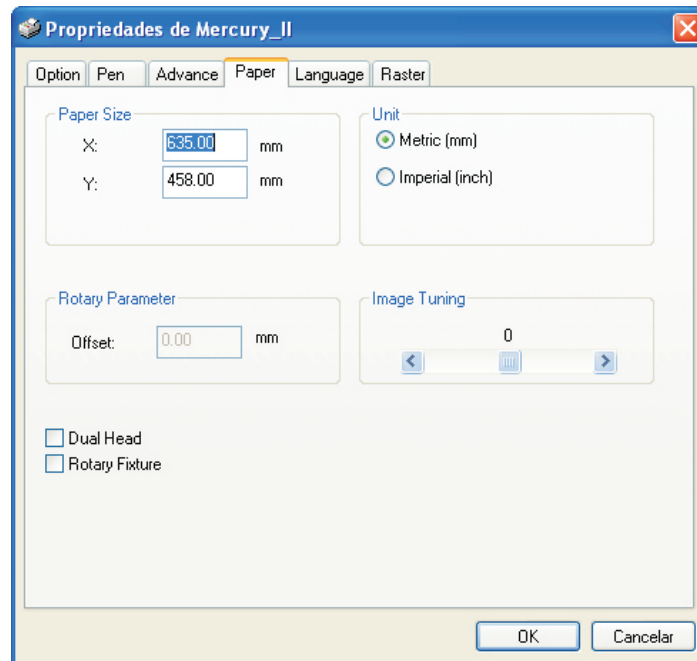 Propriedades de Mercury_II
Option Pen Advance Paper Language Raster
Paper Size
X: 635.00 mm
Y: 458.00 mm
Unit
Metric (mm)
Imperial (inch)
Rotary Parameter
Offset: 0.00 mm
Image Tuning
0
Dual Head
Rotary Fixture
OK Cancelar